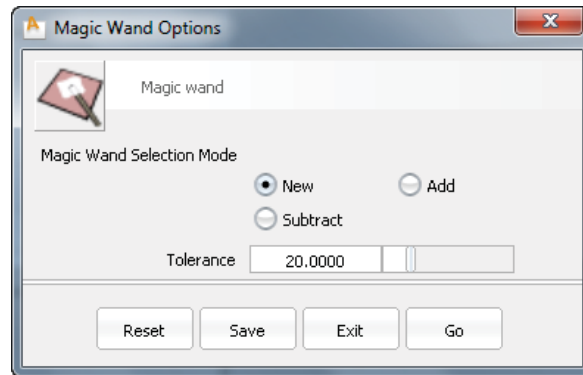 Magic Wand Options
Magic wand
Magic Wand Selection Mode
New Add
Subtract
Tolerance 20.0000
Reset Save Exit Go